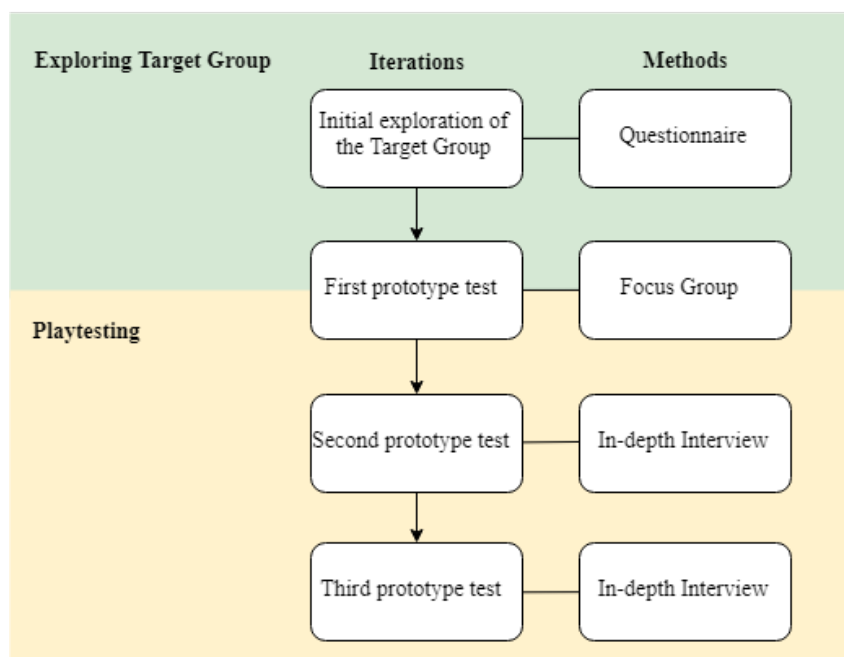 Exploring Target Group
Iterations
Methods
Initial exploration of
the Target Group
Questionnaire
First prototype test
Focus Group
Playtesting
Second prototype test
In-depth Interview
Third prototype test
In-depth Interview